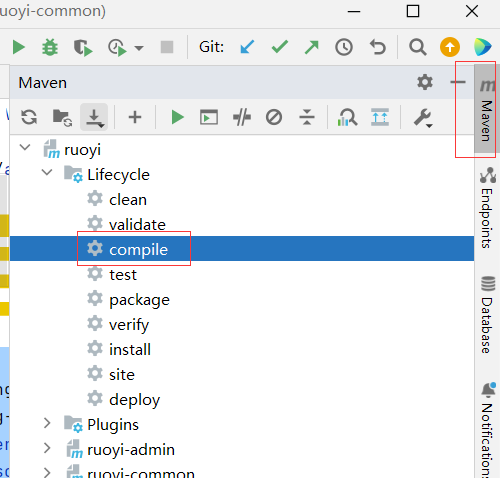 uoyi-common)
Git:
Maven
ruoyi
Lifecycle
clean
validate
compile
test
package
verify
install
site
deploy
Plugins
ruoyi-admin
ruoyi-common
Maven
Endpoints
Database
Notifications